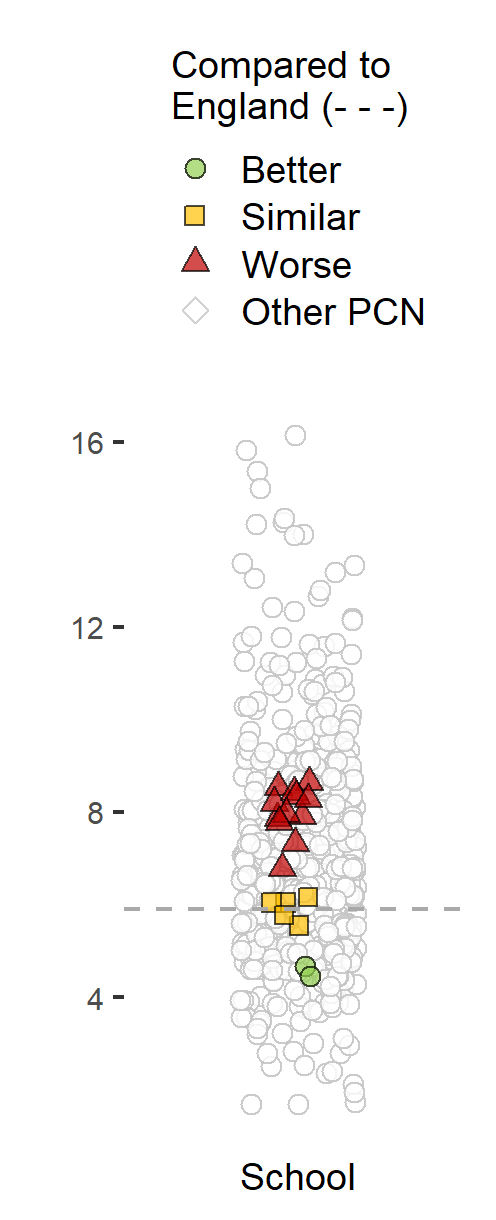 Compared to
England (- - -)
Better
Similar
Worse
Other PCN
16
12
8
4
School